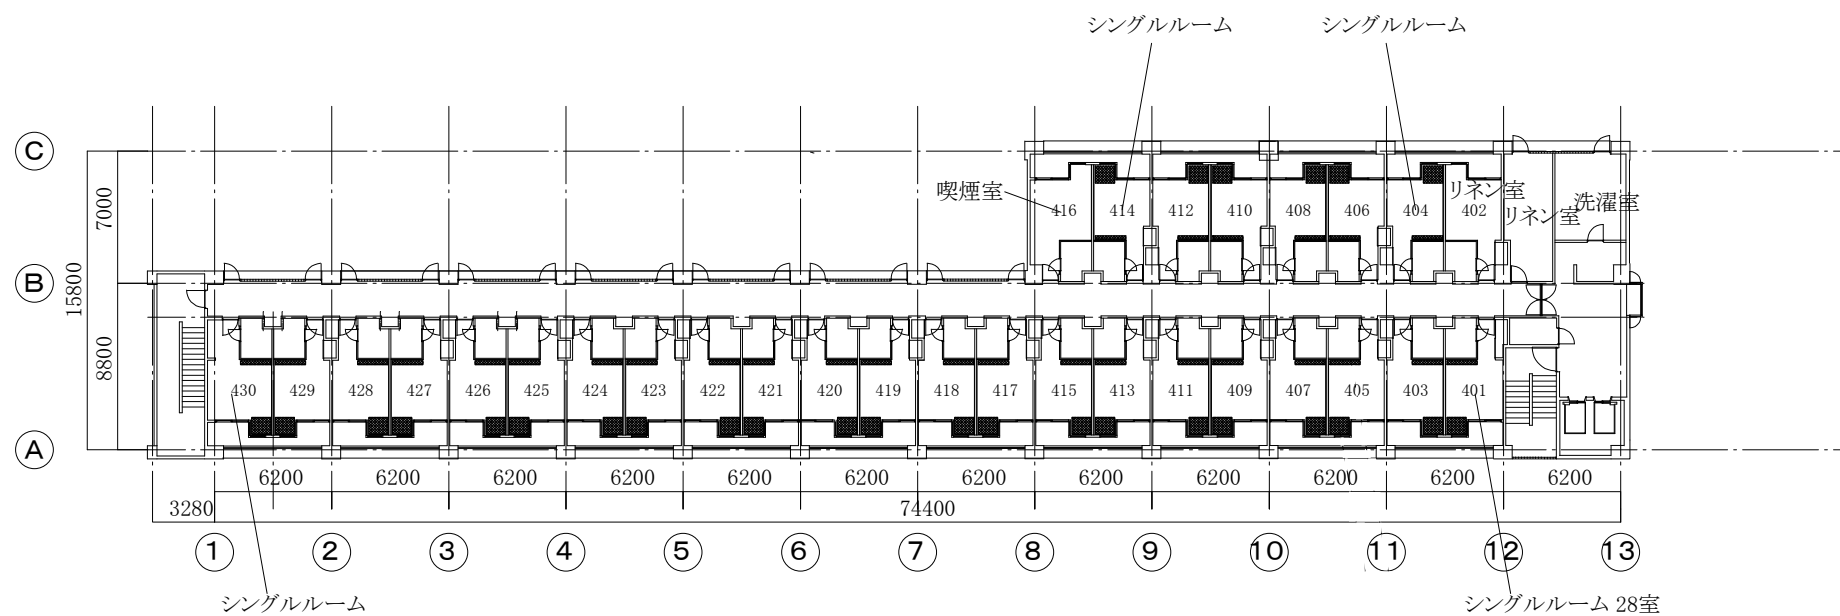 シングルルーム シングルルーム
C
7000
喫煙室 416 414 412 410 408 406 404 リネン室 402 リネン室 洗濯室
B
15800
8800
430 429 428 427 426 425 424 423 422 421 420 419 418 417 415 413 411 409 407 405 403 401
A
6200 6200 6200 6200 6200 6200 6200 6200 6200 6200 6200 6200
3280 74400
1 2 3 4 5 6 7 8 9 10 11 12 13
シングルルーム シングルルーム 28室